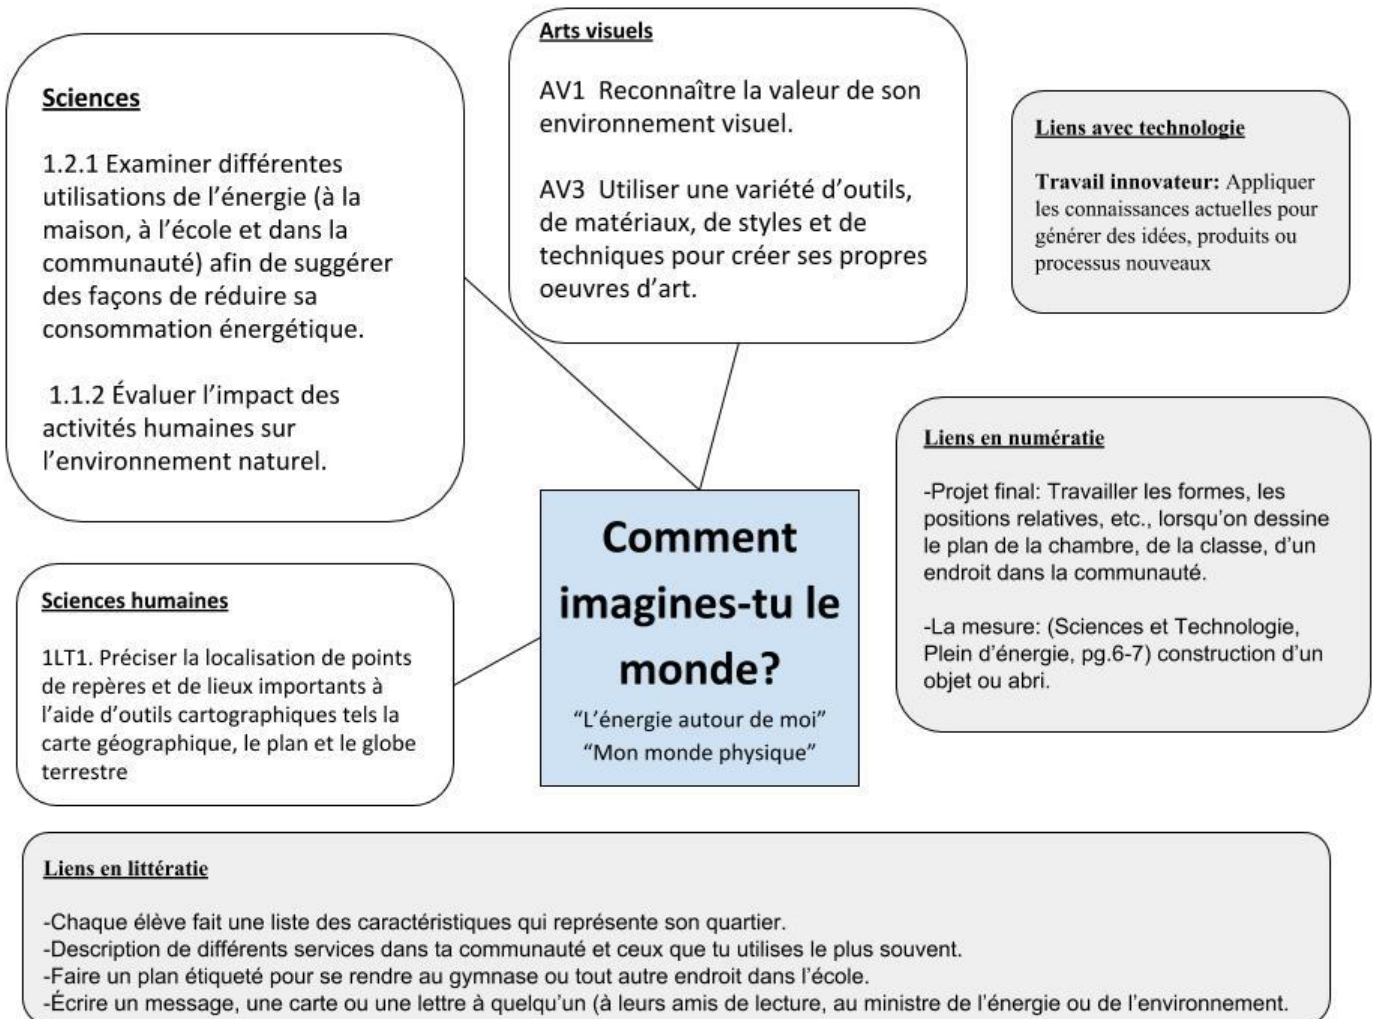 Sciences
1.2.1 Examiner différentes
utilisations de l’énergie (à la
maison, à l’école et dans la
communauté) afin de suggérer
des façons de réduire sa
consommation énergétique.
1.1.2 Évaluer l’impact des
activités humaines sur
l’environnement naturel.
Arts visuels
AV1 Reconnaître la valeur de son
environnement visuel.
AV3 Utiliser une variété d’outils,
de matériaux, de styles et de
techniques pour créer ses propres
oeuvres d’art.
Liens avec technologie
Travail innovateur: Appliquer
les connaissances actuelles pour
générer des idées, produits ou
processus nouveaux
Liens en numératie
-Projet final: Travailler les formes, les
positions relatives, etc., lorsqu’on dessine
le plan de la chambre, de la classe, d’un
endroit dans la communauté.
-La mesure: (Sciences et Technologie,
Plein d’énergie, pg.6-7) construction d’un
objet ou abri.
Comment
imagines-tu le
monde?
“L’énergie autour de moi”
“Mon monde physique”
Sciences humaines
1LT1. Préciser la localisation de points
de repères et de lieux importants à
l’aide d’outils cartographiques tels la
carte géographique, le plan et le globe
terrestre
Liens en littératie
-Chaque élève fait une liste des caractéristiques qui représente son quartier.
-Description de différents services dans ta communauté et ceux que tu utilises le plus souvent.
-Faire un plan étiqueté pour se rendre au gymnase ou tout autre endroit dans l’école.
-Écrire un message, une carte ou une lettre à quelqu’un (à leurs amis de lecture, au ministre de l’énergie ou de l’environnement.